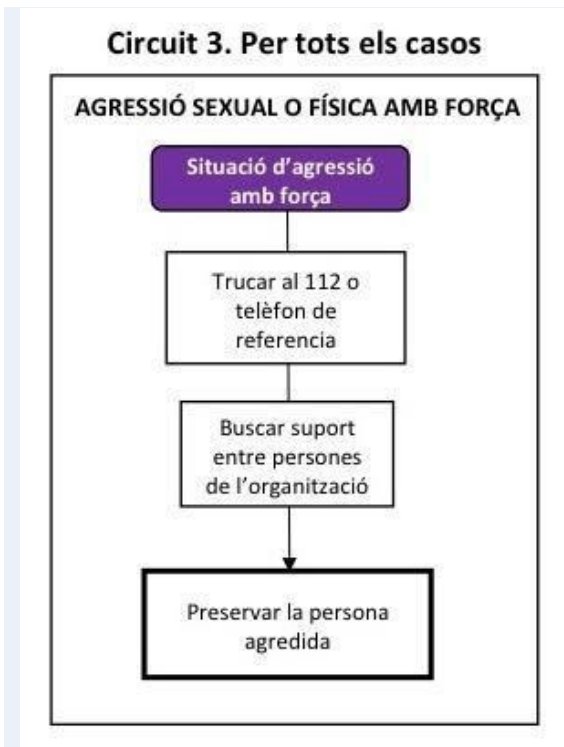 Circuit 3. Per tots els casos
AGRESSIÓ SEXUAL O FÍSICA AMB FORÇA
Situació d'agressió
amb força
Trucar al 112 o
telèfon de
referencia
Buscar suport
entre persones
de l'organització
Preservar la persona
agredida